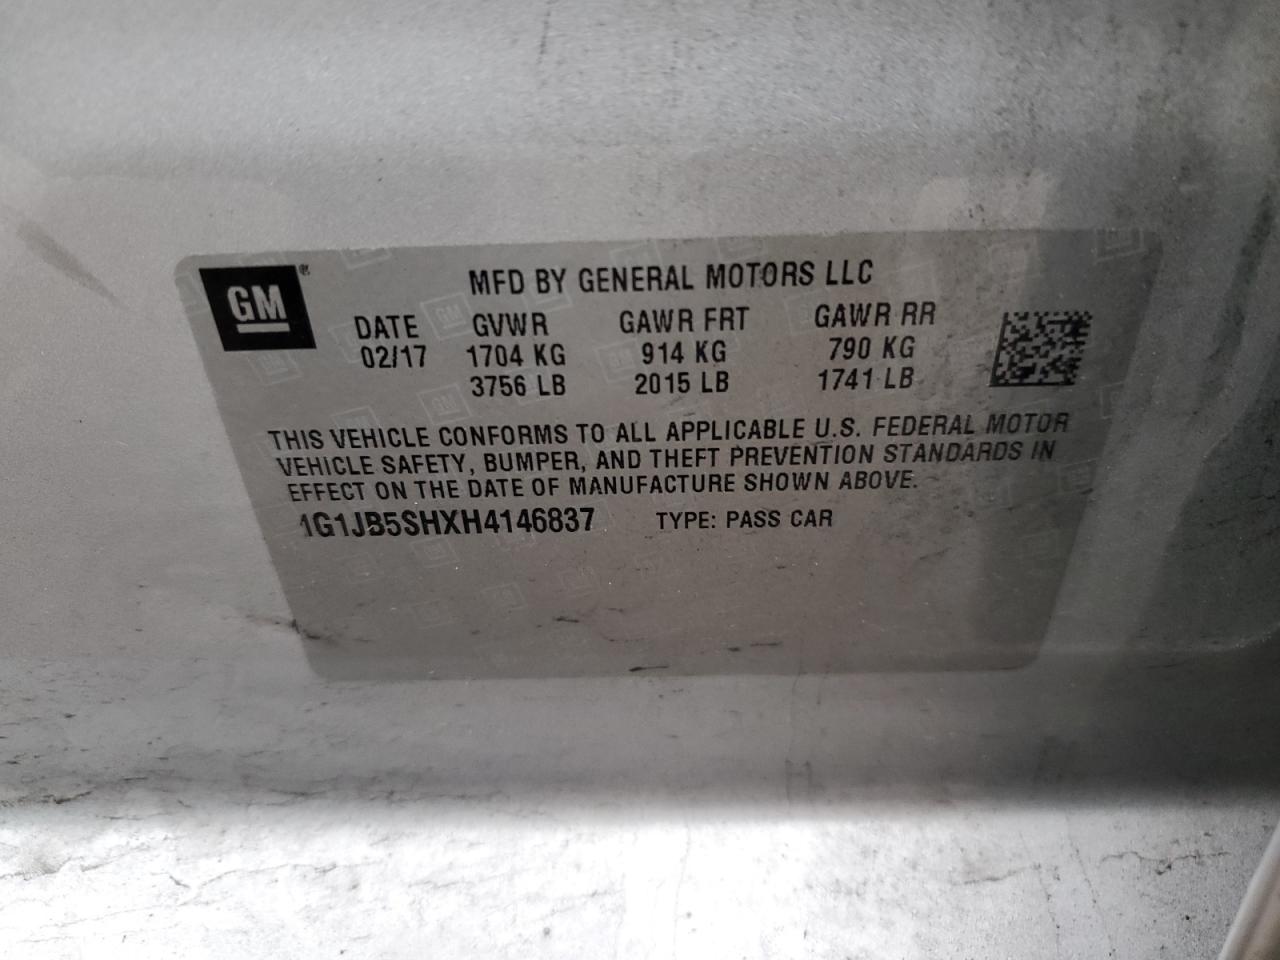 GM®
MFD BY GENERAL MOTORS LLC
DATE GVWR GAWR FRT GAWR RR
02/17 1704 KG 914 KG 790 KG
3756 LB 2015 LB 1741 LB
THIS VEHICLE CONFORMS TO ALL APPLICABLE U.S. FEDERAL MOTOR
VEHICLE SAFETY, BUMPER, AND THEFT PREVENTION STANDARDS IN
EFFECT ON THE DATE OF MANUFACTURE SHOWN ABOVE.
1G1JB5SHXH4146837 TYPE: PASS CAR